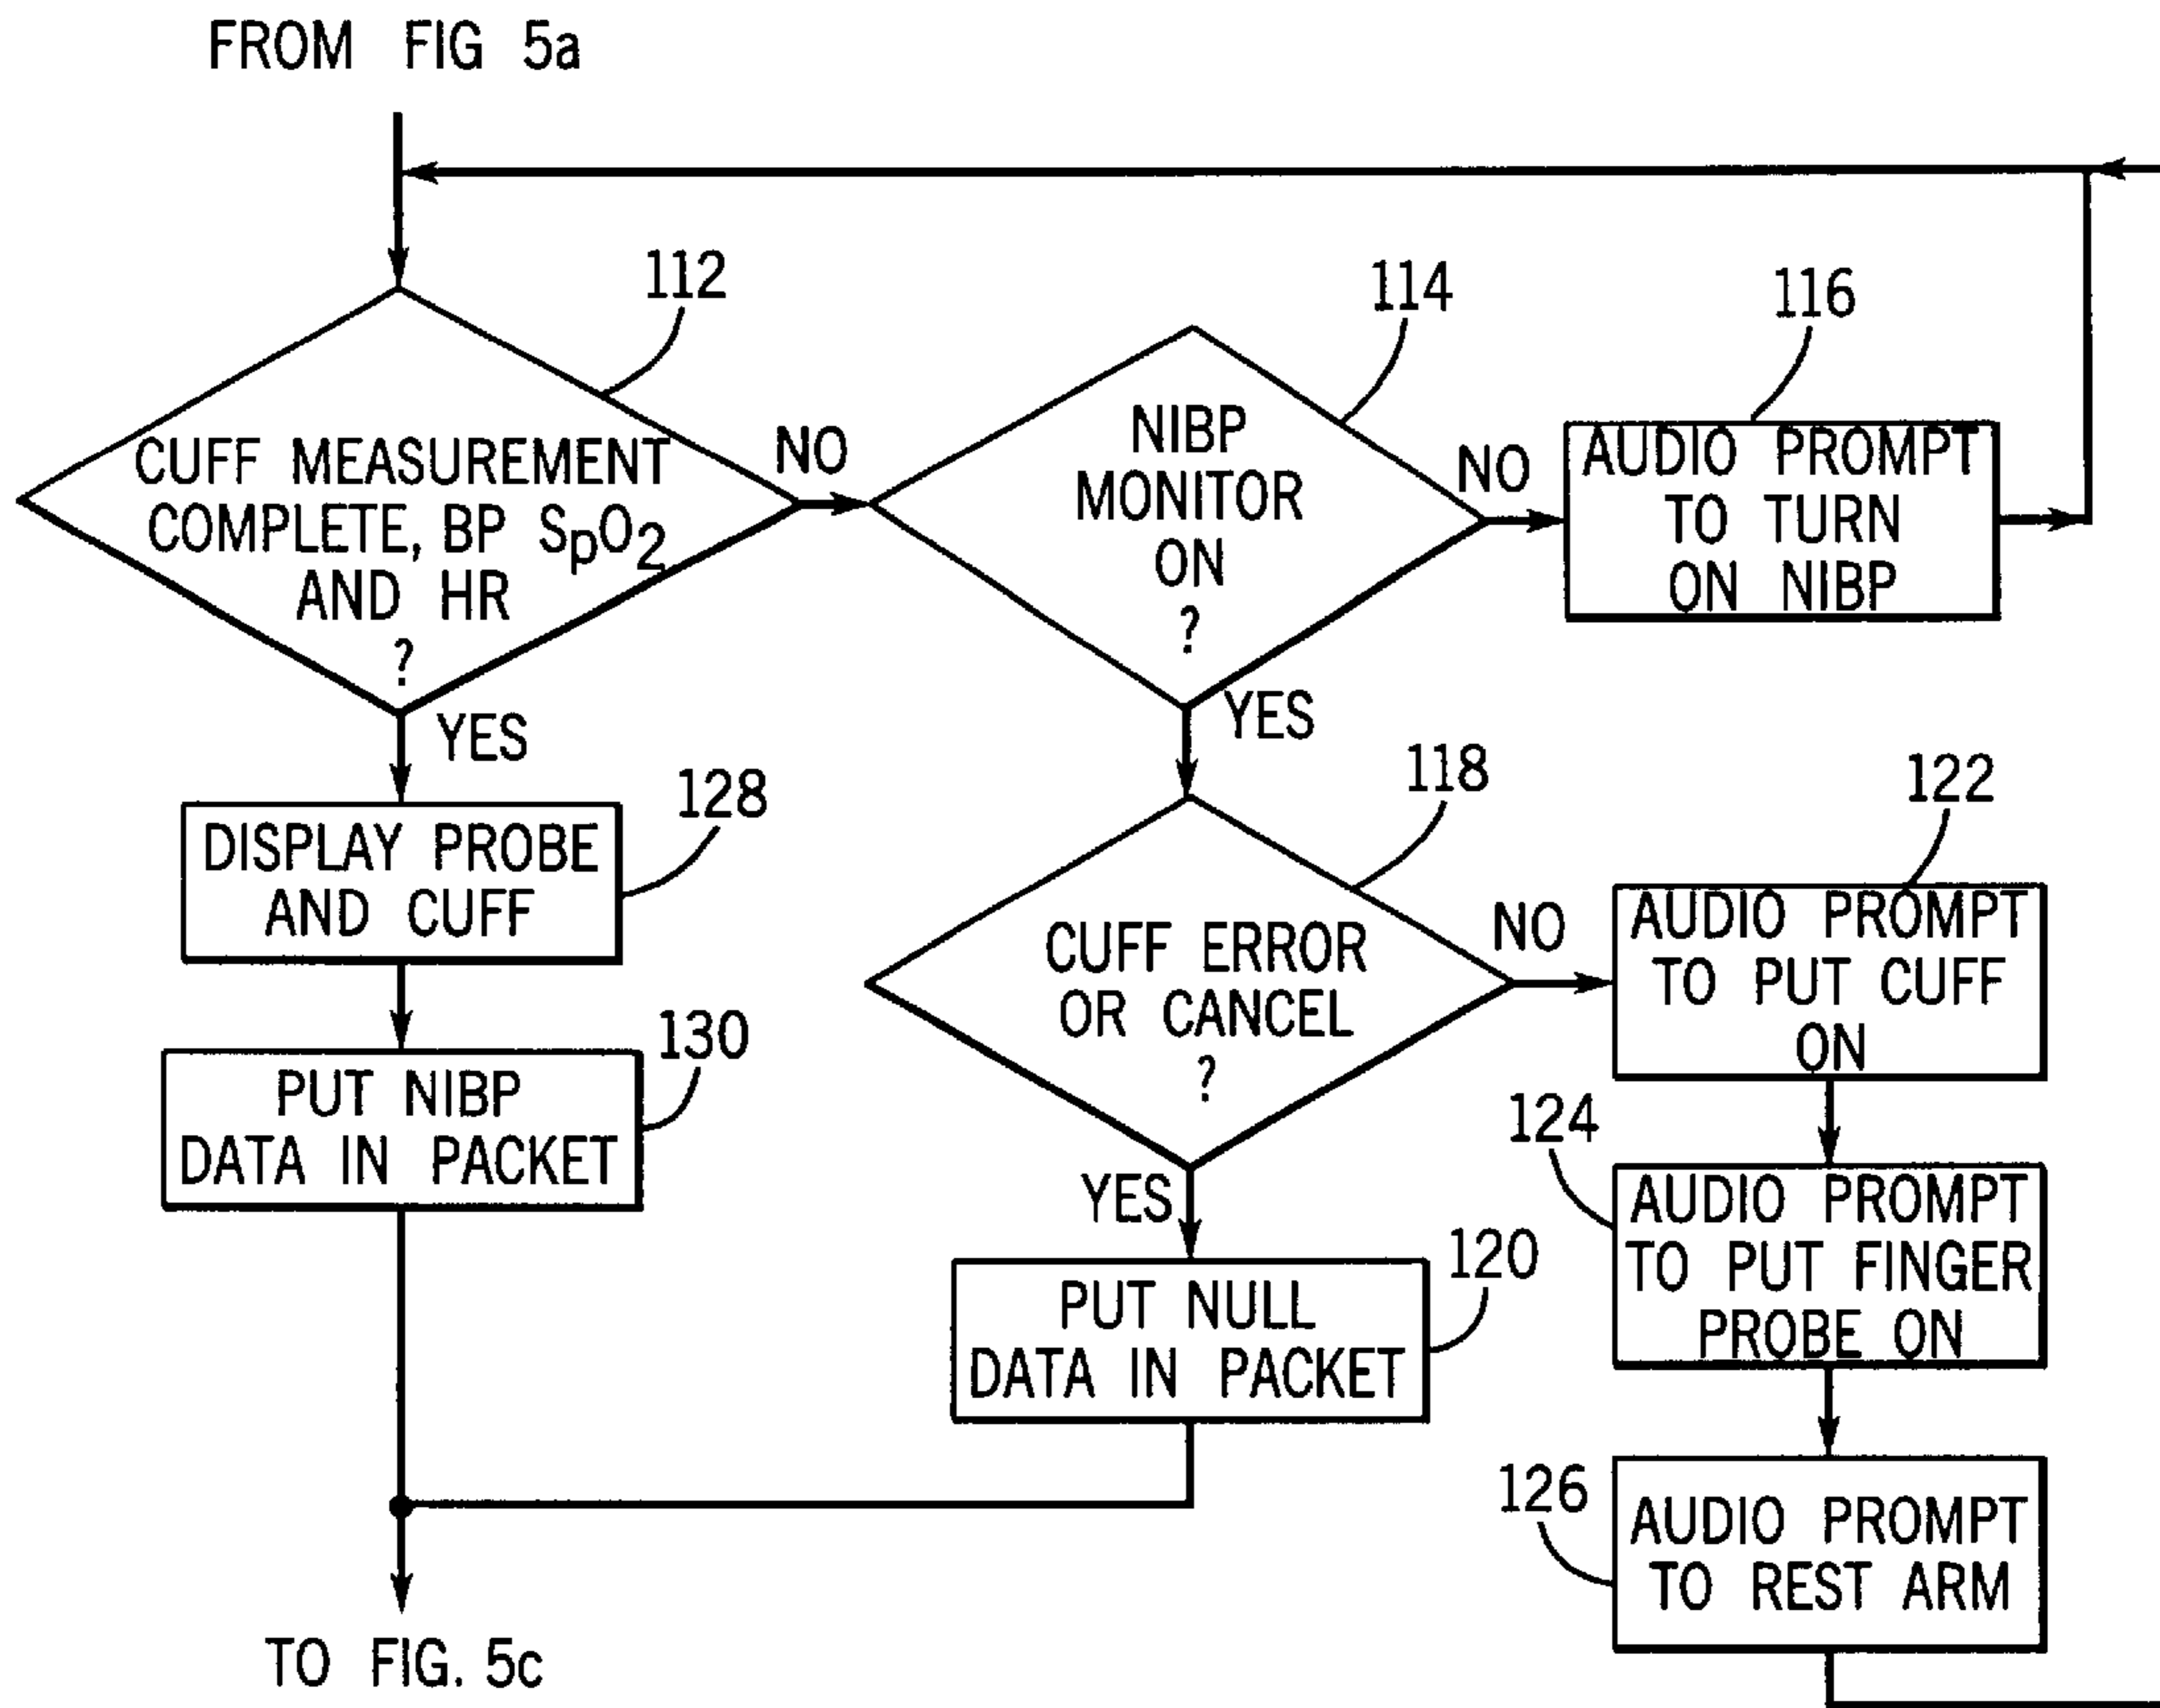 FROM FIG 5a
112
CUFF MEASUREMENT
COMPLETE, BP SpO2
AND HR
?
NO
YES
114
NIBP
MONITOR
ON
?
NO
YES
116
AUDIO PROMPT
TO TURN
ON NIBP
128
DISPLAY PROBE
AND CUFF
130
PUT NIBP
DATA IN PACKET
118
CUFF ERROR
OR CANCEL
?
NO
YES
120
PUT NULL
DATA IN PACKET
122
AUDIO PROMPT
TO PUT CUFF
ON
124
AUDIO PROMPT
TO PUT FINGER
PROBE ON
126
AUDIO PROMPT
TO REST ARM
TO FIG. 5c